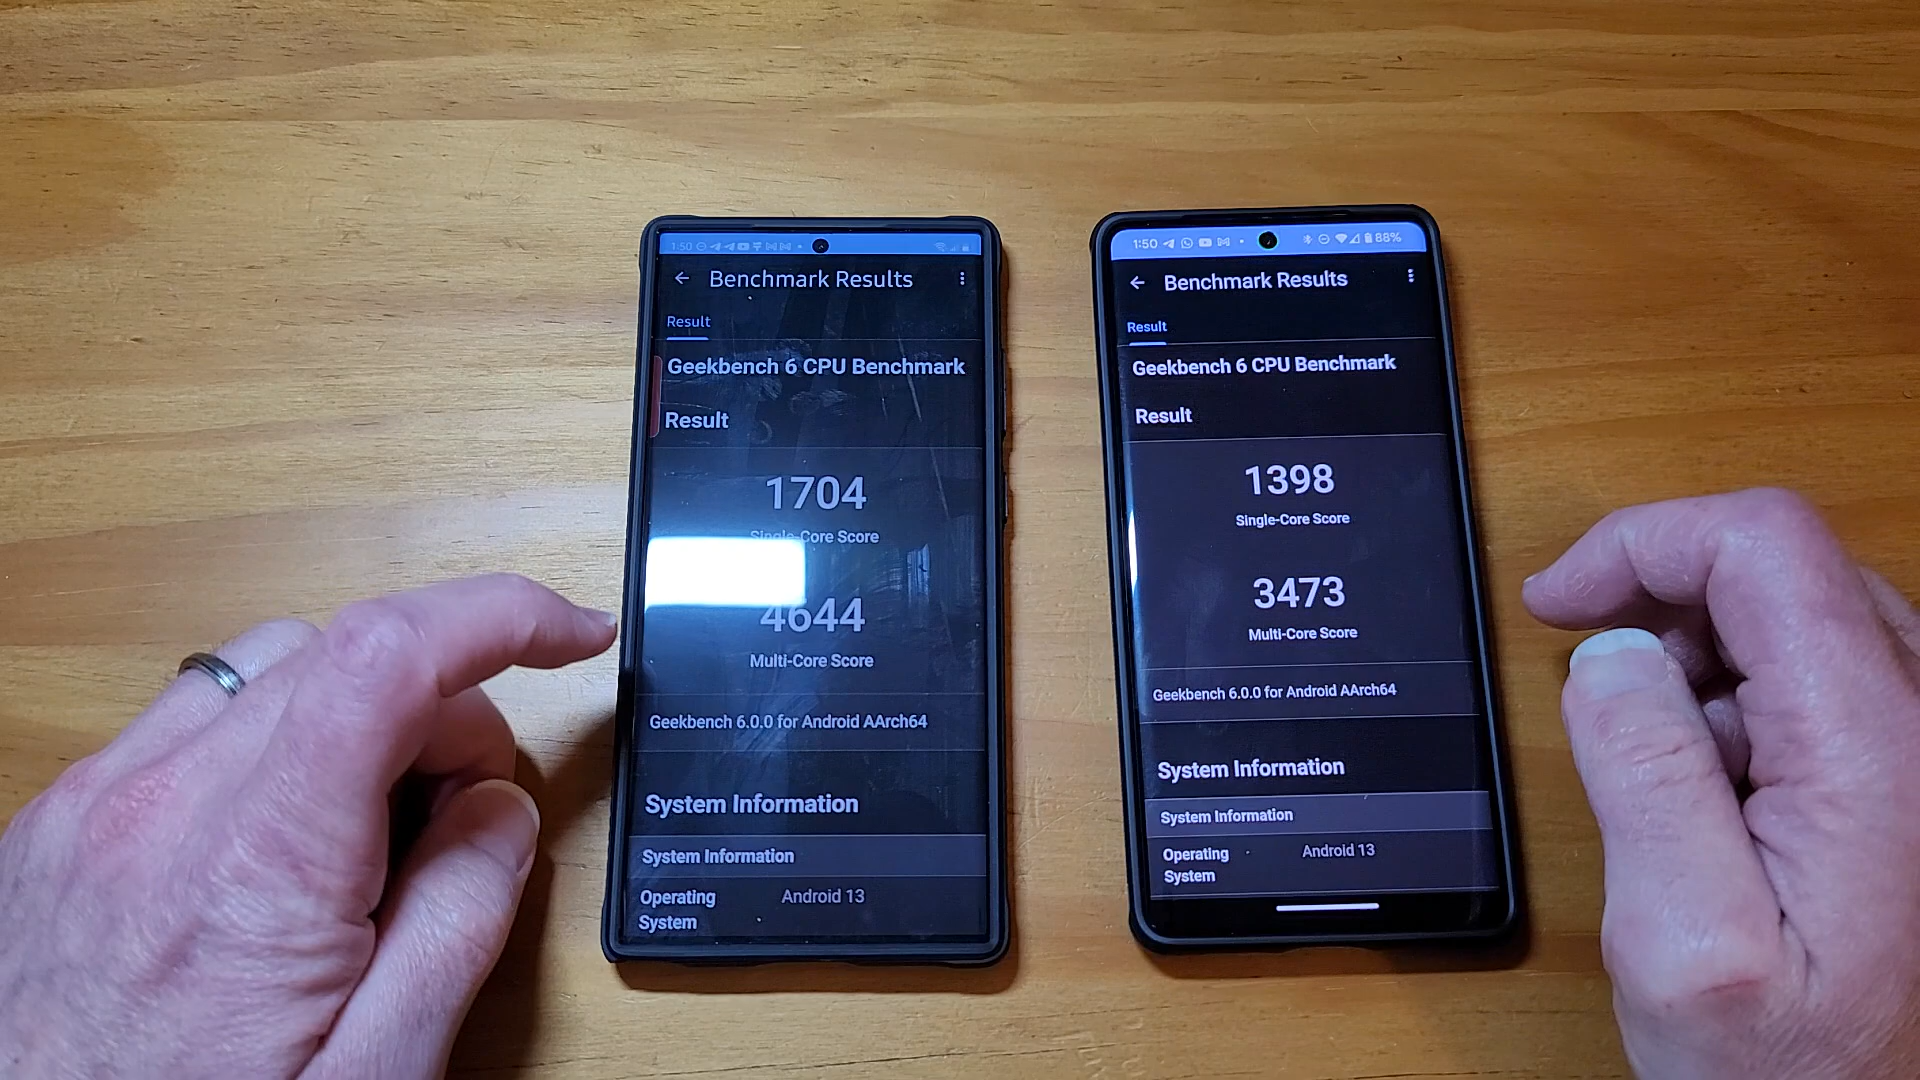 1:50
Benchmark Results
Result
Geekbench 6 CPU Benchmark
Result
1704
Single-Core Score
4644
Multi-Core Score
Geekbench 6.0.0 for Android AArch64
System Information
System Information
Operating System
Android 13
1:50
88%
Benchmark Results
Result
Geekbench 6 CPU Benchmark
Result
1398
Single-Core Score
3473
Multi-Core Score
Geekbench 6.0.0 for Android AArch64
System Information
System Information
Operating System
Android 13